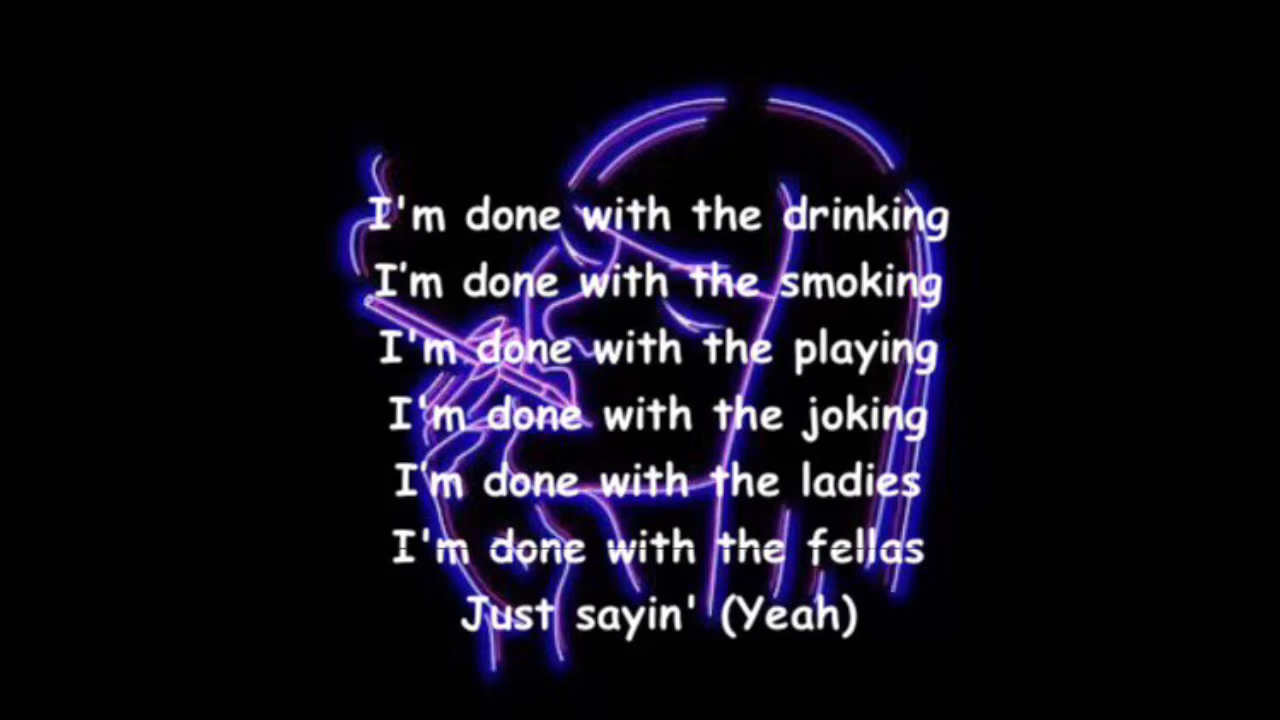 I'm done with the drinking
I'm done with the smoking
I'm done with the playing
I'm done with the joking
I'm done with the ladies
I'm done with the fellas
Just sayin' (Yeah)